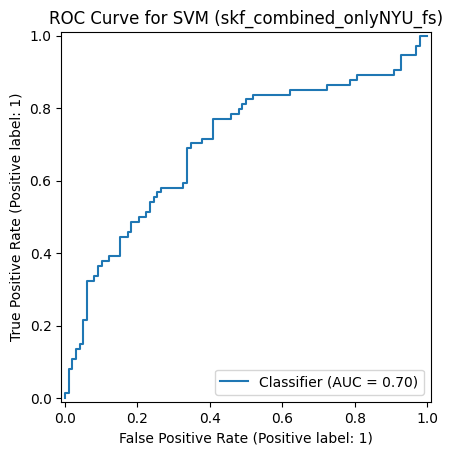 ROC Curve for SVM (skf_combined_onlyNYU_fs)
1.0
0.8
0.6
0.4
0.2
0.0
True Positive Rate (Positive label: 1)
Classifier (AUC = 0.70)
0.0 0.2 0.4 0.6 0.8 1.0
False Positive Rate (Positive label: 1)